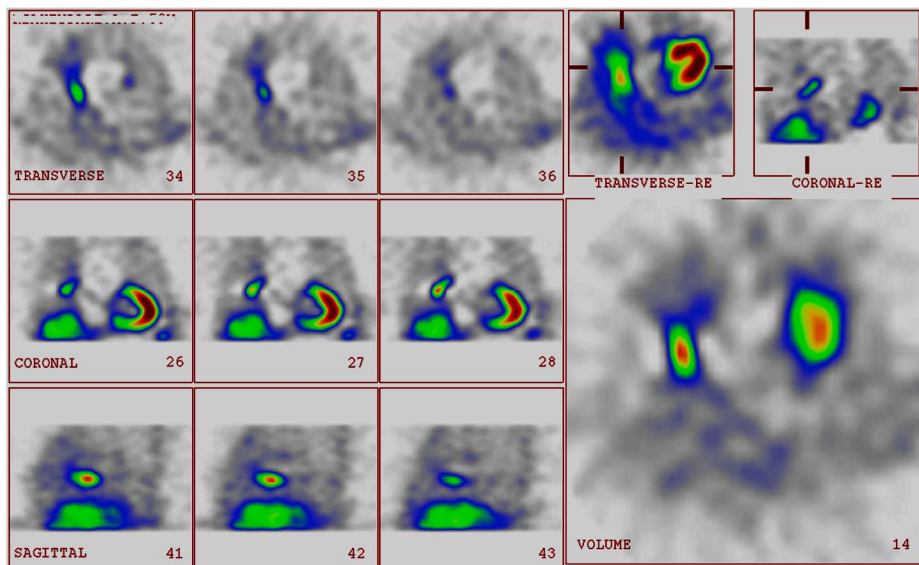 TRANSVERSE 34
35
36
TRANSVERSE-RE
CORONAL-RE
CORONAL 26
27
28
SAGITTAL 41
42
43
VOLUME 14